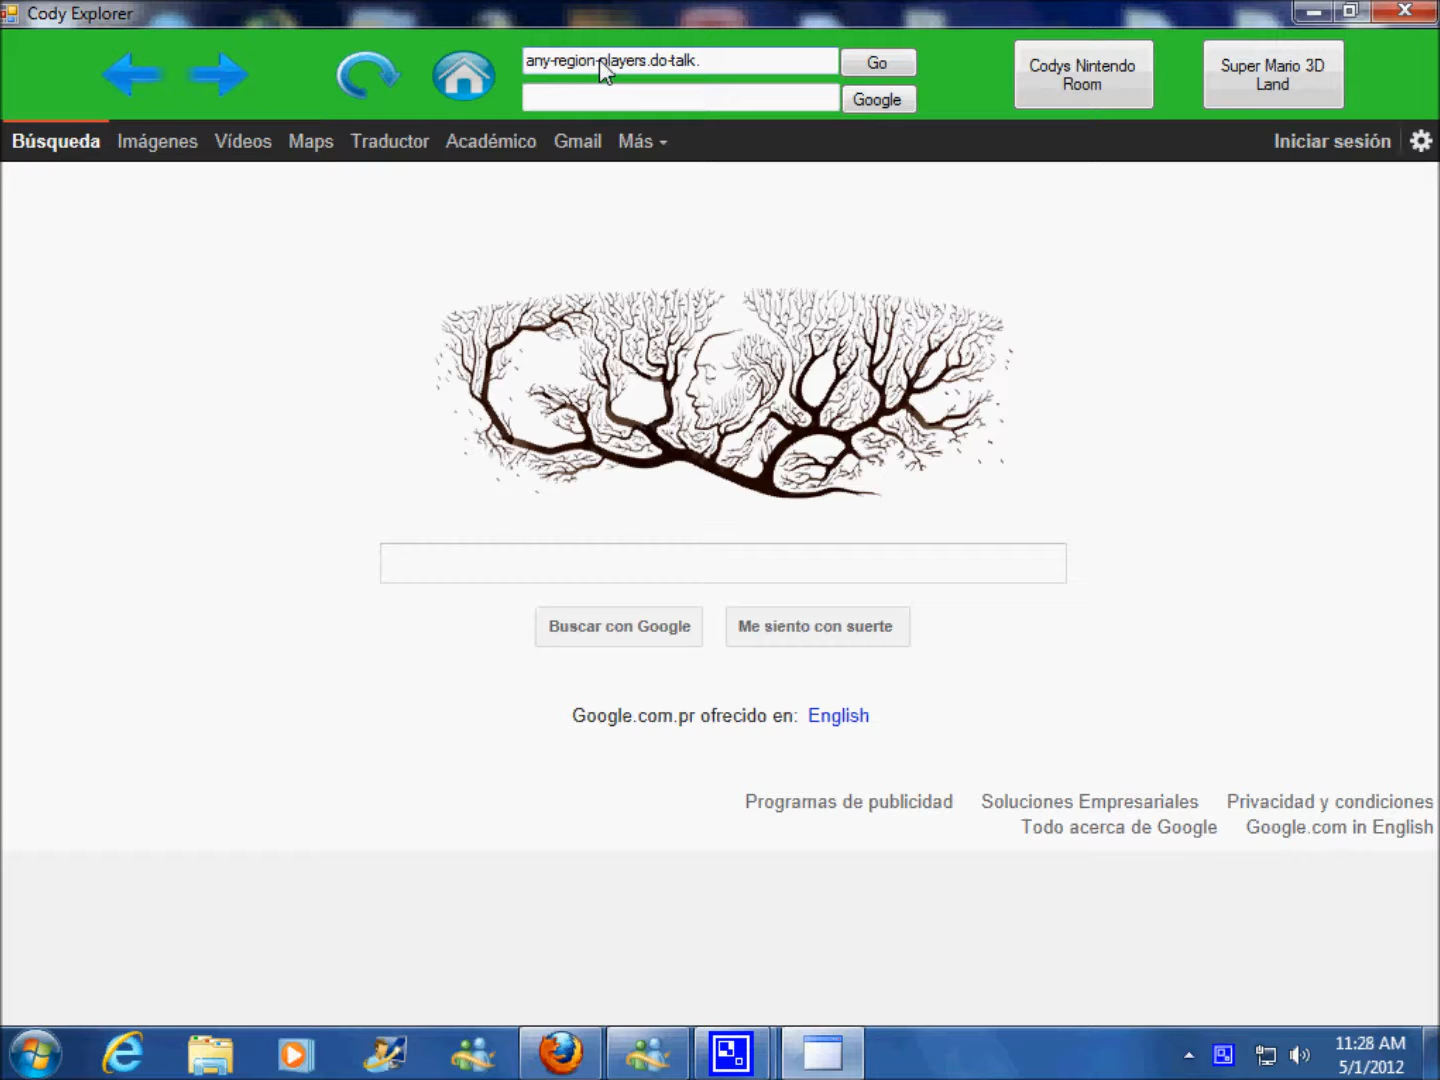 Cody Explorer
any-region-players.do-talk.
Go
Google
Codys Nintendo
Room
Super Mario 3D
Land
Búsqueda Imágenes Vídeos Maps Traductor Académico Gmail Más
Iniciar sesión
Buscar con Google
Me siento con suerte
Google.com.pr ofrecido en: English
Programas de publicidad Soluciones Empresariales Privacidad y condiciones
Todo acerca de Google Google.com in English
11:28 AM
5/1/2012